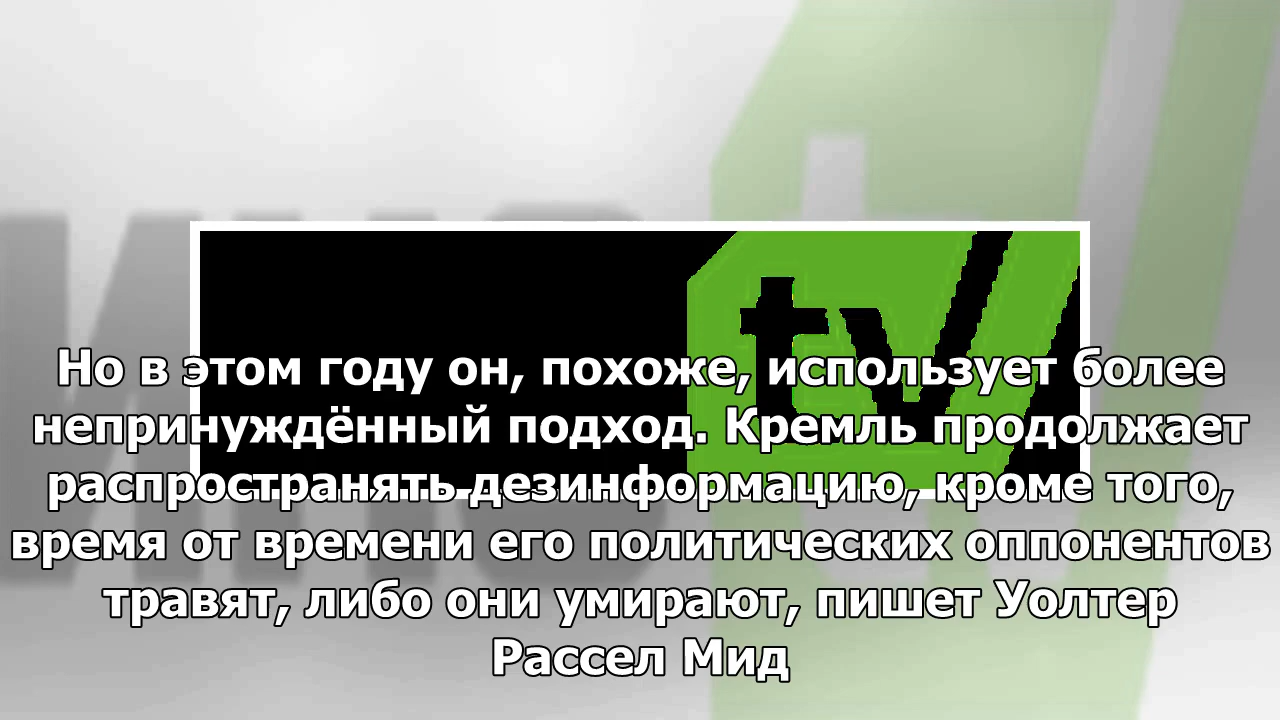 ИНО
tv
Но в этом году он, похоже, использует более
непринуждённый подход. Кремль продолжает
распространять дезинформацию, кроме того,
время от времени его политических оппонентов
травят, либо они умирают, пишет Уолтер
Рассел Мид